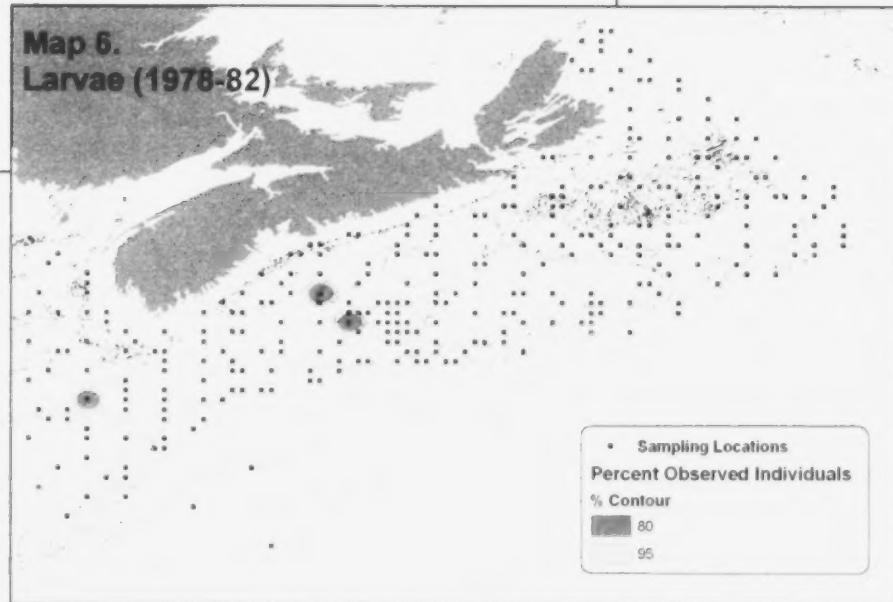 Map 6.
Larvae (1978-82)
Sampling Locations
Percent Observed Individuals
% Contour
80
95